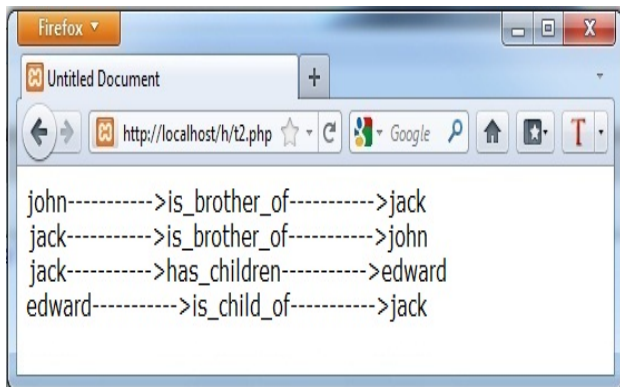 Firefox
X
Untitled Document
+
http://localhost/h/t2.php
Google
T
john----------->is_brother_of----------->jack
jack----------->is_brother_of----------->john
jack----------->has_children----------->edward
edward----------->is_child_of----------->jack